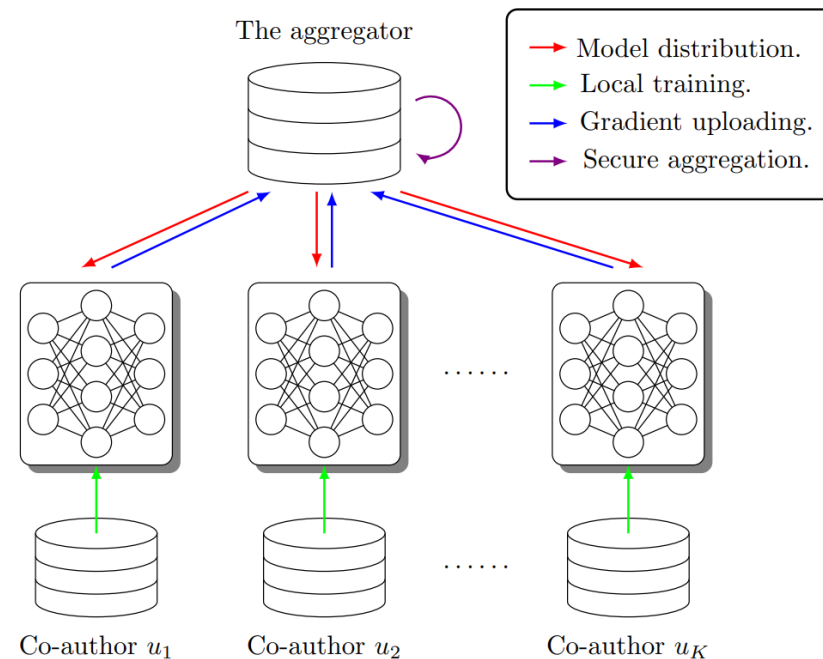 The aggregator
Model distribution.
Local training.
Gradient uploading.
Secure aggregation.
......
......
Co-author u1
Co-author u2
Co-author uK